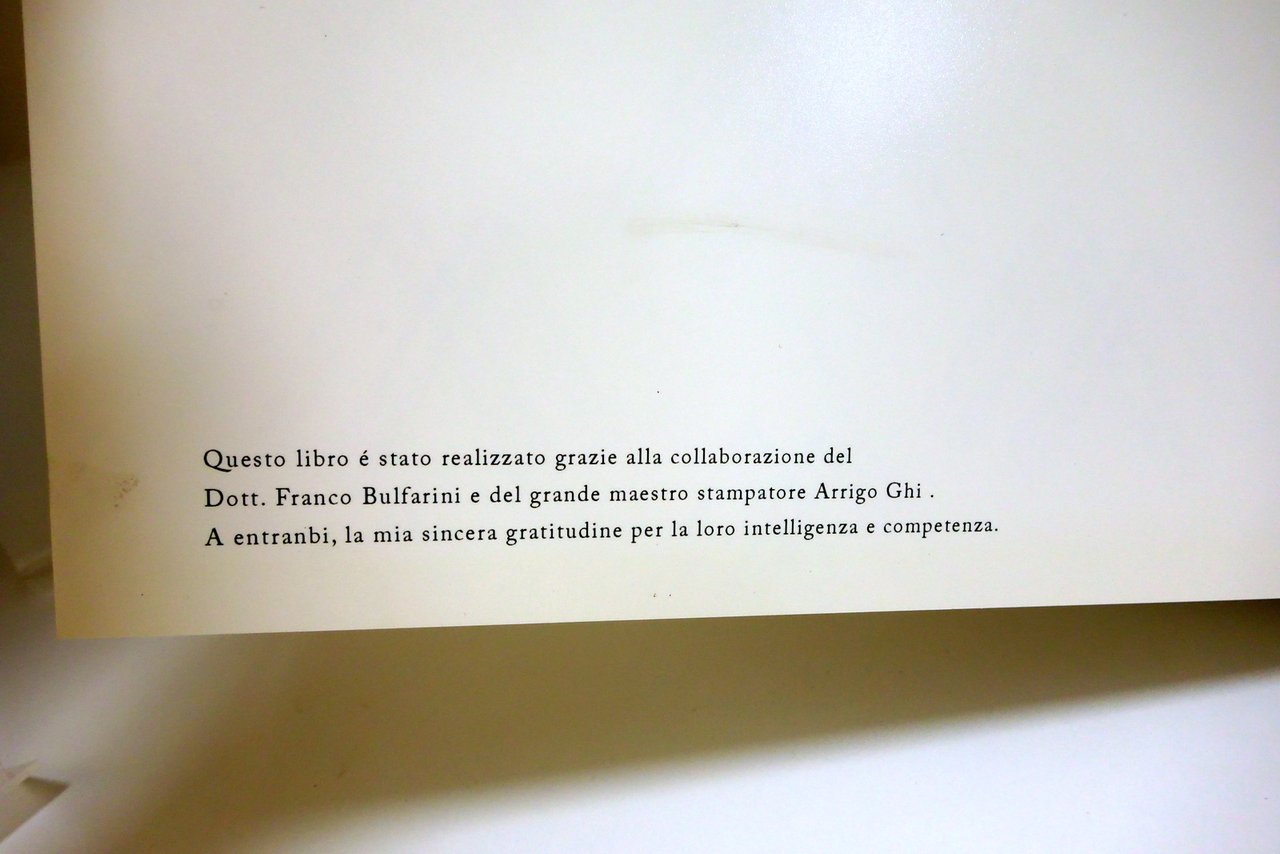 Questo libro é stato realizzato grazie alla collaborazione del
Dott. Franco Bulfarini e del grande maestro stampatore Arrigo Ghi .
A entranbi, la mia sincera gratitudine per la loro intelligenza e competenza.